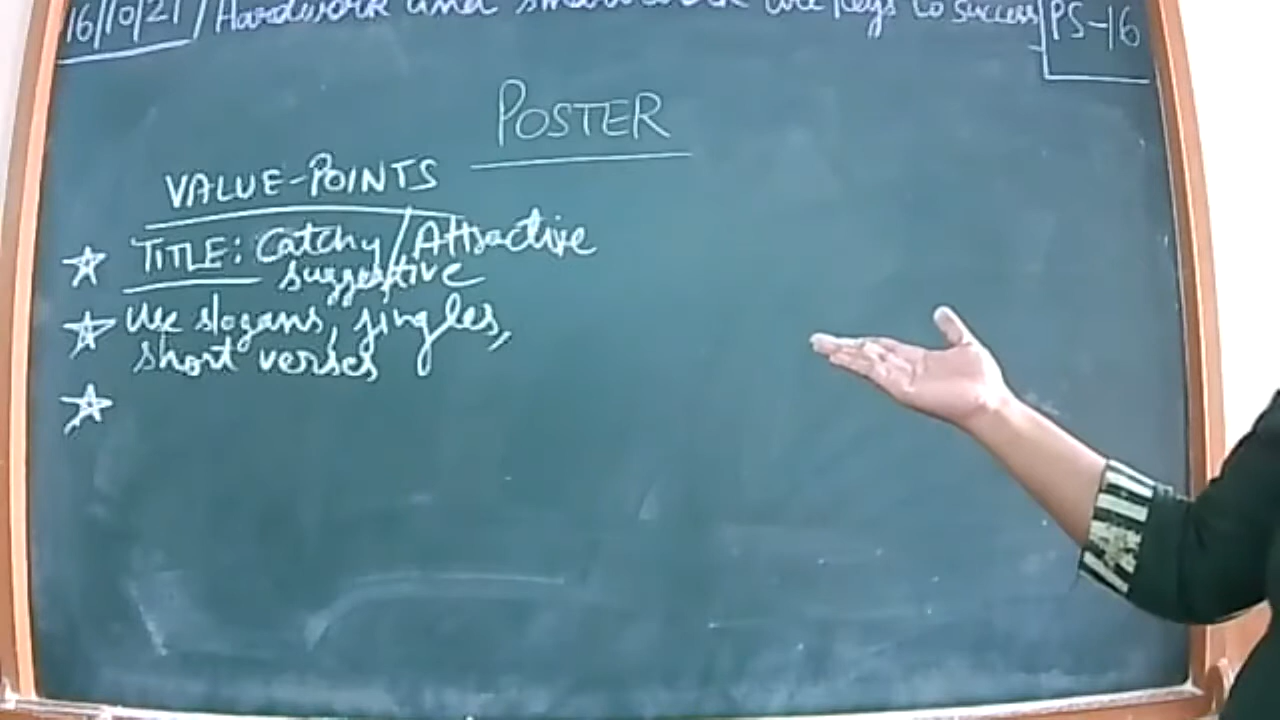 16/10/21 / Hardwork and smartwork are keys to success PS-16
POSTER
VALUE-POINTS
TITLE: Catchy/Attractive
suggestive
Use slogans, jingles,
short verses